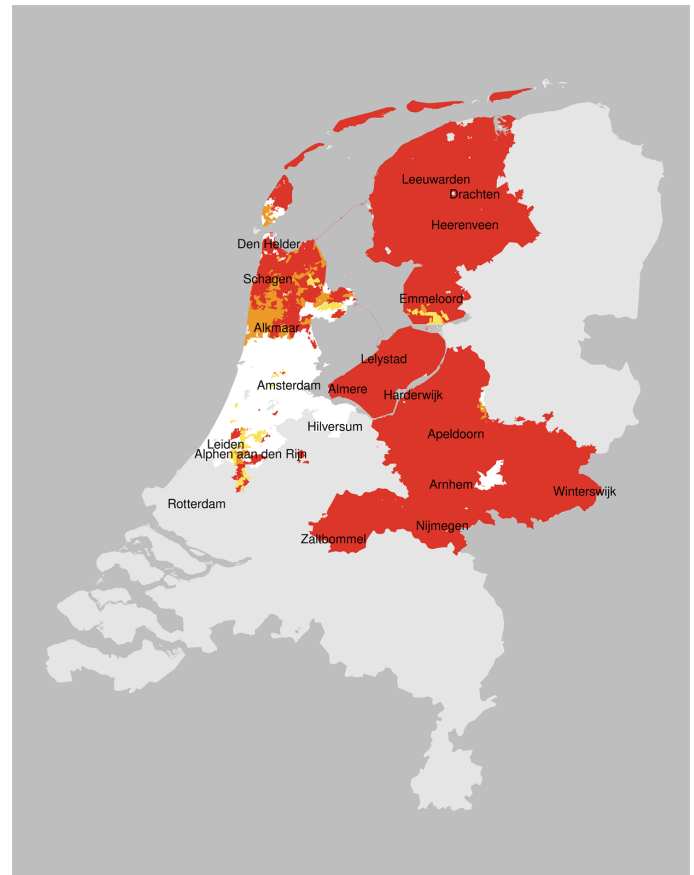 Leeuwarden
Drachten
Heerenveen
Den Helder
Schagen
Emmeloord
Alkmaar
Lelystad
Amsterdam
Almere
Harderwijk
Hilversum
Apeldoorn
Leiden
Alphen aan den Rijn
Arnhem
Winterswijk
Rotterdam
Nijmegen
Zaltbommel